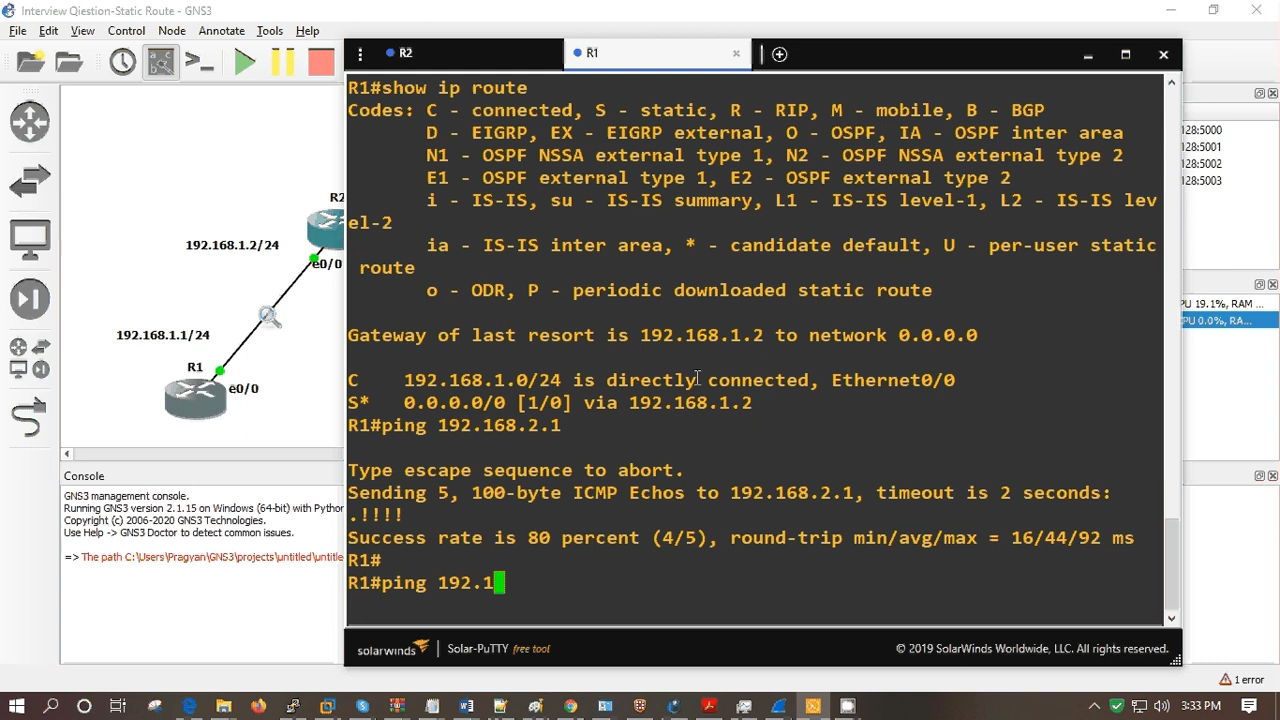 Interview Qiestion-Static Route - GNS3
File Edit View Control Node Annotate Tools Help
R2
R1
R1#show ip route
Codes: C - connected, S - static, R - RIP, M - mobile, B - BGP
D - EIGRP, EX - EIGRP external, O - OSPF, IA - OSPF inter area
N1 - OSPF NSSA external type 1, N2 - OSPF NSSA external type 2
E1 - OSPF external type 1, E2 - OSPF external type 2
i - IS-IS, su - IS-IS summary, L1 - IS-IS level-1, L2 - IS-IS lev
el-2
ia - IS-IS inter area, * - candidate default, U - per-user static
route
o - ODR, P - periodic downloaded static route
Gateway of last resort is 192.168.1.2 to network 0.0.0.0
C 192.168.1.0/24 is directly connected, Ethernet0/0
S* 0.0.0.0/0 [1/0] via 192.168.1.2
R1#ping 192.168.2.1
Type escape sequence to abort.
Sending 5, 100-byte ICMP Echos to 192.168.2.1, timeout is 2 seconds:
.!!!!
Success rate is 80 percent (4/5), round-trip min/avg/max = 16/44/92 ms
R1#
R1#ping 192.1
solarwinds Solar-PuTTY free tool
© 2019 SolarWinds Worldwide, LLC. All rights reserved.
R2
192.168.1.2/24
e0/0
192.168.1.1/24
R1
e0/0
128:5000
128:5001
128:5002
128:5003
PU 19.1%, RAM ...
PU 0.0%, RA...
Console
GNS3 management console.
Running GNS3 version 2.1.15 on Windows (64-bit) with Python
Copyright (c) 2006-2020 GNS3 Technologies.
Use Help -> GNS3 Doctor to detect common issues.
=> The path C:\Users\Pragyan\GNS3\projects\untitled\untitle
1 error
3:33 PM